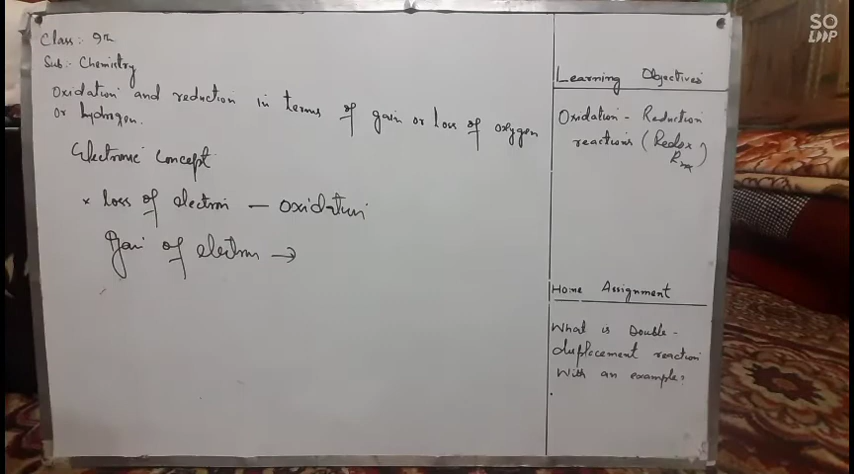 Class:- 9th
Sub:- Chemistry
Oxidation and reduction in terms of gain or loss of oxygen
or hydrogen.
Electronic concept
× loss of electron — oxidation
Gain of electron →
Learning Objectives
Oxidation - Reduction
reactions (Redox
Rxn)
Home Assignment
What is Double-
displacement reaction
With an example?
SO
LOOP